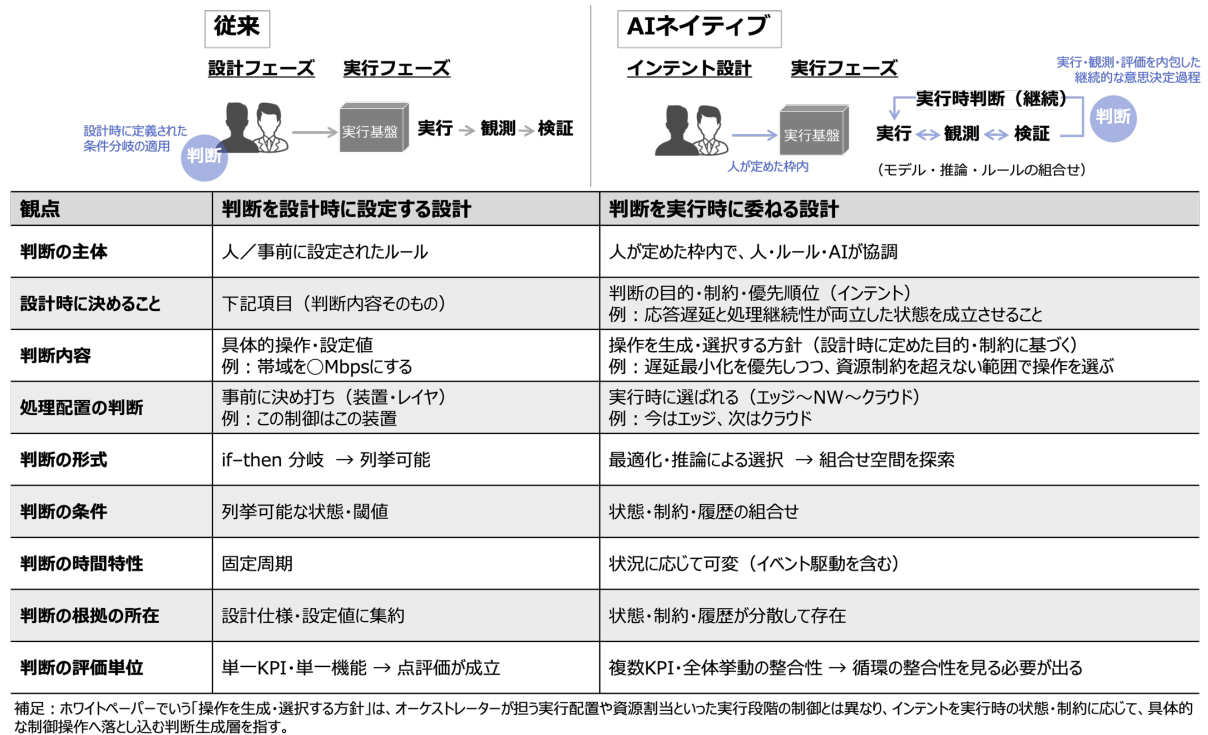 従来
設計フェーズ
実行フェーズ
設計時に定義された
条件分岐の適用
判断
実行基盤
実行 → 観測 → 検証
AIネイティブ
インテント設計
実行フェーズ
実行・観測・評価を内包した
継続的な意思決定過程
人が定めた枠内
実行基盤
実行時判断（継続）
実行 ⇔ 観測 ⇔ 検証
判断
（モデル・推論・ルールの組合せ）
観点
判断を設計時に設定する設計
判断を実行時に委ねる設計
判断の主体
人／事前に設定されたルール
人が定めた枠内で、人・ルール・AIが協調
設計時に決めること
下記項目（判断内容そのもの）
判断の目的・制約・優先順位（インテント）
例：応答遅延と処理継続性が両立した状態を成立させること
判断内容
具体的操作・設定値
例：帯域を○Mbpsにする
操作を生成・選択する方針（設計時に定めた目的・制約に基づく）
例：遅延最小化を優先しつつ、資源制約を超えない範囲で操作を選ぶ
処理配置の判断
事前に決め打ち（装置・レイヤ）
例：この制御はこの装置
実行時に選ばれる（エッジ～NW～クラウド）
例：今はエッジ、次はクラウド
判断の形式
if–then 分岐 → 列挙可能
最適化・推論による選択 → 組合せ空間を探索
判断の条件
列挙可能な状態・閾値
状態・制約・履歴の組合せ
判断の時間特性
固定周期
状況に応じて可変（イベント駆動を含む）
判断の根拠の所在
設計仕様・設定値に集約
状態・制約・履歴が分散して存在
判断の評価単位
単一KPI・単一機能 → 点評価が成立
複数KPI・全体挙動の整合性 → 循環の整合性を見る必要が出る
補足：ホワイトペーパーでいう「操作を生成・選択する方針」は、オーケストレーターが担う実行配置や資源割当といった実行段階の制御とは異なり、インテントを実行時の状態・制約に応じて、具体的
な制御操作へ落とし込む判断生成層を指す。